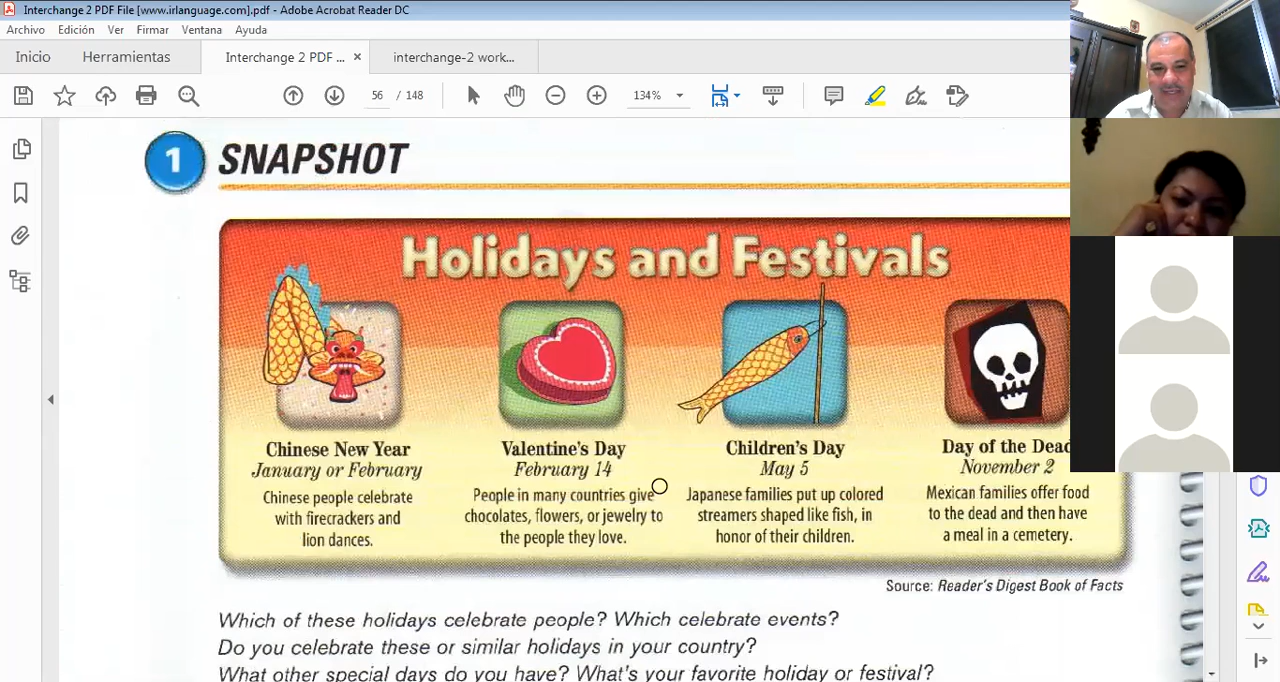 Interchange 2 PDF File [www.irlanguage.com].pdf - Adobe Acrobat Reader DC
Archivo Edición Ver Firmar Ventana Ayuda
Inicio Herramientas Interchange 2 PDF ... × interchange-2 work...
56 / 148 134%
1 SNAPSHOT
Holidays and Festivals
Chinese New Year
January or February
Chinese people celebrate
with firecrackers and
lion dances.
Valentine's Day
February 14
People in many countries give
chocolates, flowers, or jewelry to
the people they love.
Children's Day
May 5
Japanese families put up colored
streamers shaped like fish, in
honor of their children.
Day of the Dead
November 2
Mexican families offer food
to the dead and then have
a meal in a cemetery.
Source: Reader's Digest Book of Facts
Which of these holidays celebrate people? Which celebrate events?
Do you celebrate these or similar holidays in your country?
What other special days do you have? What's your favorite holiday or festival?